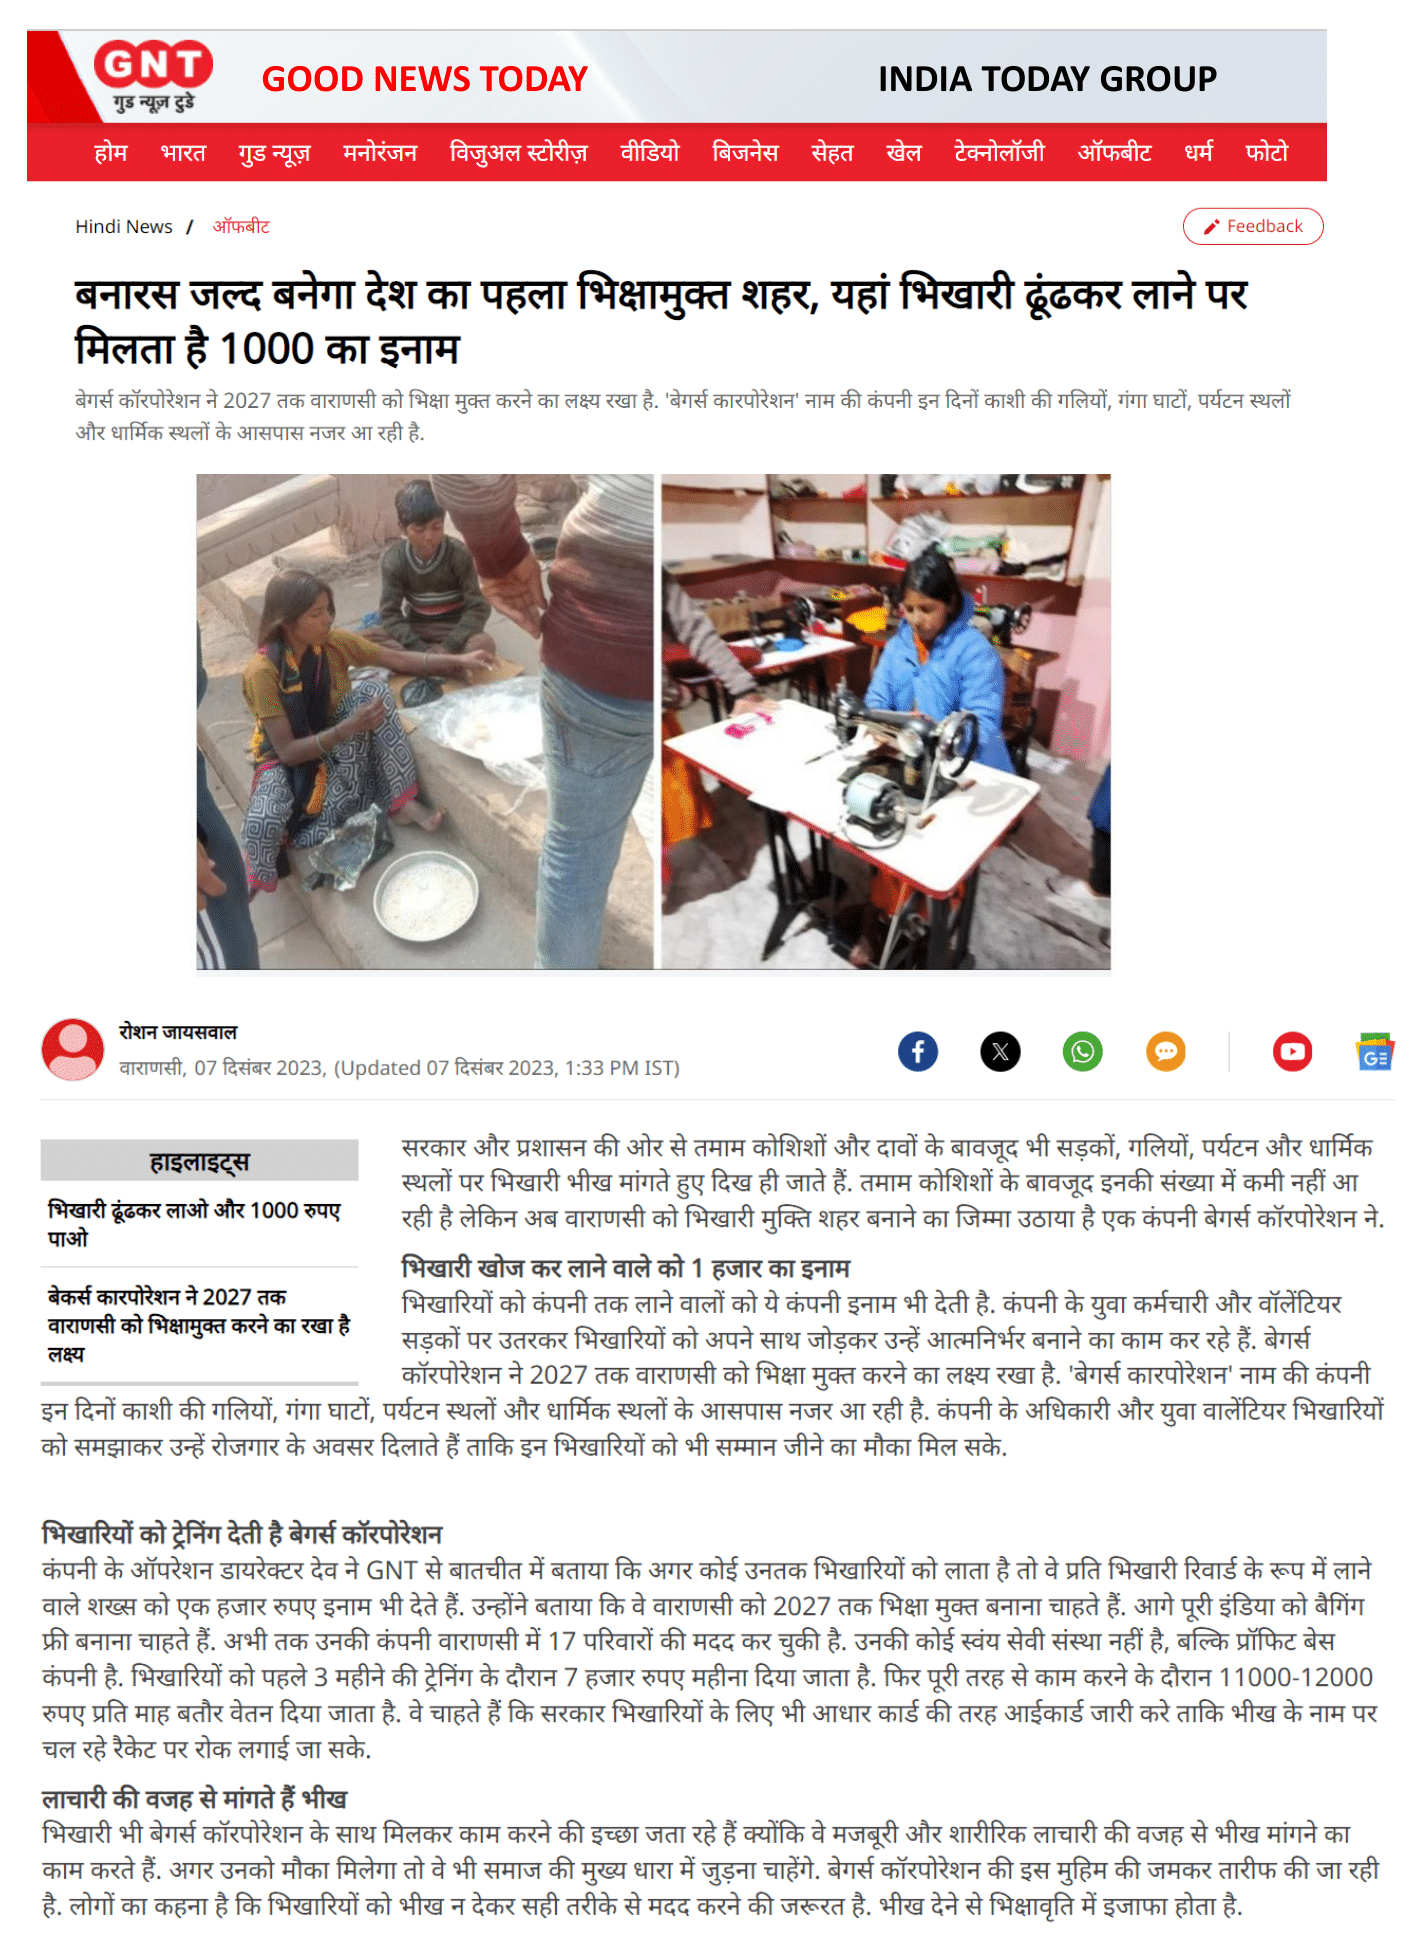 GNT
गुड न्यूज़ टुडे
GOOD NEWS TODAY
INDIA TODAY GROUP
होम भारत गुड न्यूज़ मनोरंजन विजुअल स्टोरीज़ वीडियो बिजनेस सेहत खेल टेक्नोलॉजी ऑफबीट धर्म फोटो
Hindi News / ऑफबीट
Feedback
बनारस जल्द बनेगा देश का पहला भिक्षामुक्त शहर, यहां भिखारी ढूंढकर लाने पर
मिलता है 1000 का इनाम
बेगर्स कॉरपोरेशन ने 2027 तक वाराणसी को भिक्षा मुक्त करने का लक्ष्य रखा है. 'बेगर्स कारपोरेशन' नाम की कंपनी इन दिनों काशी की गलियों, गंगा घाटों, पर्यटन स्थलों
और धार्मिक स्थलों के आसपास नजर आ रही है.
रोशन जायसवाल
वाराणसी, 07 दिसंबर 2023, (Updated 07 दिसंबर 2023, 1:33 PM IST)
हाइलाइट्स
भिखारी ढूंढकर लाओ और 1000 रुपए
पाओ
बेकर्स कारपोरेशन ने 2027 तक
वाराणसी को भिक्षामुक्त करने का रखा है
लक्ष्य
सरकार और प्रशासन की ओर से तमाम कोशिशों और दावों के बावजूद भी सड़कों, गलियों, पर्यटन और धार्मिक
स्थलों पर भिखारी भीख मांगते हुए दिख ही जाते हैं. तमाम कोशिशों के बावजूद इनकी संख्या में कमी नहीं आ
रही है लेकिन अब वाराणसी को भिखारी मुक्ति शहर बनाने का जिम्मा उठाया है एक कंपनी बेगर्स कॉरपोरेशन ने.
भिखारी खोज कर लाने वाले को 1 हजार का इनाम
भिखारियों को कंपनी तक लाने वालों को ये कंपनी इनाम भी देती है. कंपनी के युवा कर्मचारी और वॉलेंटियर
सड़कों पर उतरकर भिखारियों को अपने साथ जोड़कर उन्हें आत्मनिर्भर बनाने का काम कर रहे हैं. बेगर्स
कॉरपोरेशन ने 2027 तक वाराणसी को भिक्षा मुक्त करने का लक्ष्य रखा है. 'बेगर्स कारपोरेशन' नाम की कंपनी
इन दिनों काशी की गलियों, गंगा घाटों, पर्यटन स्थलों और धार्मिक स्थलों के आसपास नजर आ रही है. कंपनी के अधिकारी और युवा वालेंटियर भिखारियों
को समझाकर उन्हें रोजगार के अवसर दिलाते हैं ताकि इन भिखारियों को भी सम्मान जीने का मौका मिल सके.
भिखारियों को ट्रेनिंग देती है बेगर्स कॉरपोरेशन
कंपनी के ऑपरेशन डायरेक्टर देव ने GNT से बातचीत में बताया कि अगर कोई उनतक भिखारियों को लाता है तो वे प्रति भिखारी रिवार्ड के रूप में लाने
वाले शख्स को एक हजार रुपए इनाम भी देते हैं. उन्होंने बताया कि वे वाराणसी को 2027 तक भिक्षा मुक्त बनाना चाहते हैं. आगे पूरी इंडिया को बैगिंग
फ्री बनाना चाहते हैं. अभी तक उनकी कंपनी वाराणसी में 17 परिवारों की मदद कर चुकी है. उनकी कोई स्वंय सेवी संस्था नहीं है, बल्कि प्रॉफिट बेस
कंपनी है. भिखारियों को पहले 3 महीने की ट्रेनिंग के दौरान 7 हजार रुपए महीना दिया जाता है. फिर पूरी तरह से काम करने के दौरान 11000-12000
रुपए प्रति माह बतौर वेतन दिया जाता है. वे चाहते हैं कि सरकार भिखारियों के लिए भी आधार कार्ड की तरह आईकार्ड जारी करे ताकि भीख के नाम पर
चल रहे रैकेट पर रोक लगाई जा सके.
लाचारी की वजह से मांगते हैं भीख
भिखारी भी बेगर्स कॉरपोरेशन के साथ मिलकर काम करने की इच्छा जता रहे हैं क्योंकि वे मजबूरी और शारीरिक लाचारी की वजह से भीख मांगने का
काम करते हैं. अगर उनको मौका मिलेगा तो वे भी समाज की मुख्य धारा में जुड़ना चाहेंगे. बेगर्स कॉरपोरेशन की इस मुहिम की जमकर तारीफ की जा रही
है. लोगों का कहना है कि भिखारियों को भीख न देकर सही तरीके से मदद करने की जरूरत है. भीख देने से भिक्षावृति में इजाफा होता है.